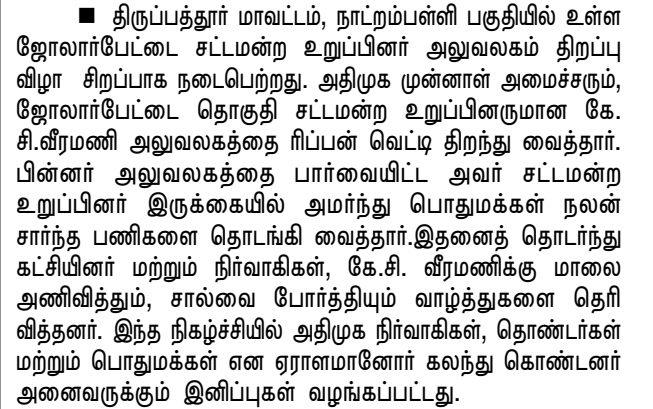 ■ திருப்பத்தூர் மாவட்டம், நாட்றம்பள்ளி பகுதியில் உள்ள
ஜோலார்பேட்டை சட்டமன்ற உறுப்பினர் அலுவலகம் திறப்பு
விழா சிறப்பாக நடைபெற்றது. அதிமுக முன்னாள் அமைச்சரும்,
ஜோலார்பேட்டை தொகுதி சட்டமன்ற உறுப்பினருமான கே.
சி.வீரமணி அலுவலகத்தை ரிப்பன் வெட்டி திறந்து வைத்தார்.
பின்னர் அலுவலகத்தை பார்வையிட்ட அவர் சட்டமன்ற
உறுப்பினர் இருக்கையில் அமர்ந்து பொதுமக்கள் நலன்
சார்ந்த பணிகளை தொடங்கி வைத்தார்.இதனைத் தொடர்ந்து
கட்சியினர் மற்றும் நிர்வாகிகள், கே.சி. வீரமணிக்கு மாலை
அணிவித்தும், சால்வை போர்த்தியும் வாழ்த்துகளை தெரி
வித்தனர். இந்த நிகழ்ச்சியில் அதிமுக நிர்வாகிகள், தொண்டர்கள்
மற்றும் பொதுமக்கள் என ஏராளமானோர் கலந்து கொண்டனர்
அனைவருக்கும் இனிப்புகள் வழங்கப்பட்டது.